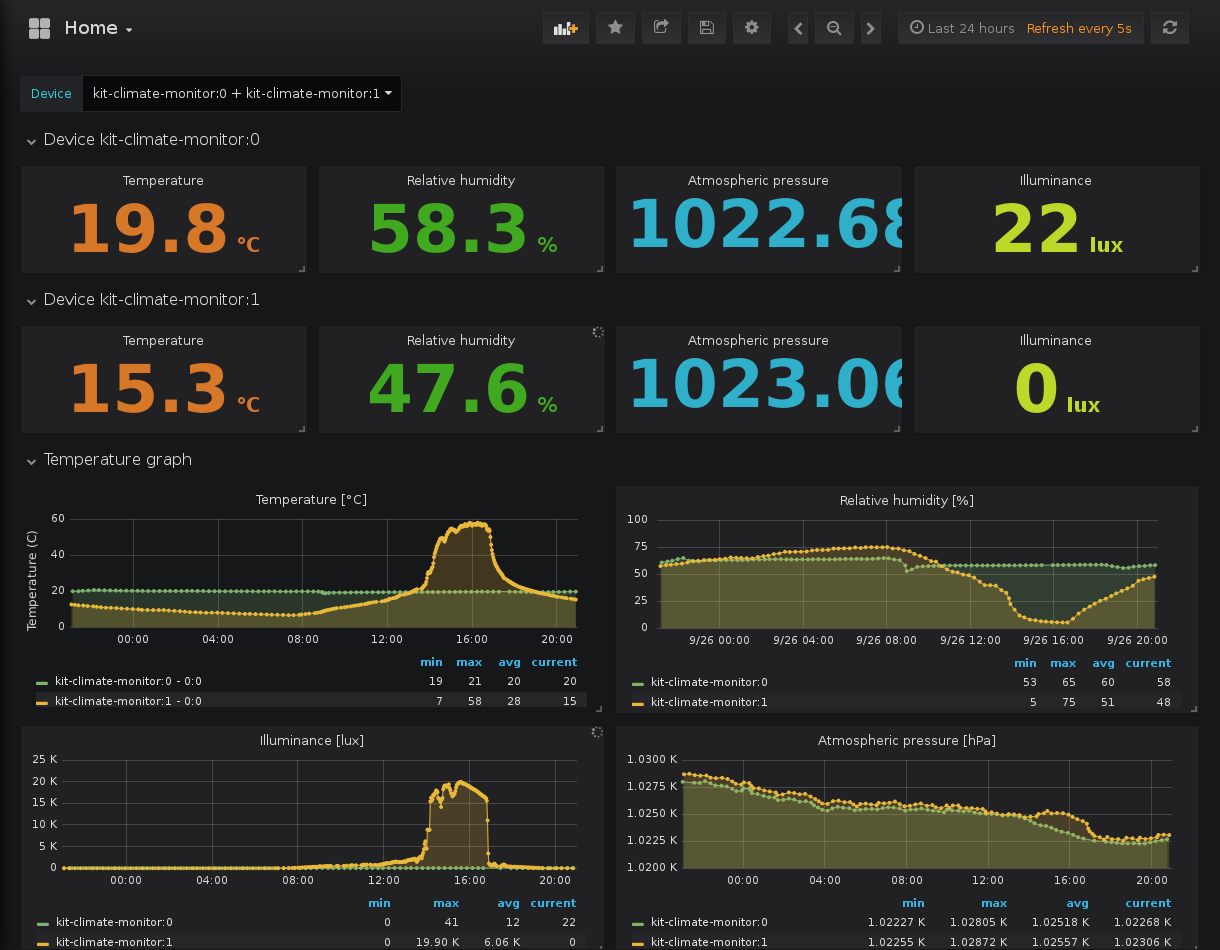 Home
Last 24 hours Refresh every 5s
Device kit-climate-monitor:0 + kit-climate-monitor:1
Device kit-climate-monitor:0
Temperature Relative humidity Atmospheric pressure Illuminance
19.8 °C 58.3 % 1022.68 22 lux
Device kit-climate-monitor:1
Temperature Relative humidity Atmospheric pressure Illuminance
15.3 °C 47.6 % 1023.06 0 lux
Temperature graph
Temperature [°C]
Temperature (C)
60
40
20
0
00:00 04:00 08:00 12:00 16:00 20:00
min max avg current
kit-climate-monitor:0 - 0:0 19 21 20 20
kit-climate-monitor:1 - 0:0 7 58 28 15
Relative humidity [%]
100
75
50
25
0
9/26 00:00 9/26 04:00 9/26 08:00 9/26 12:00 9/26 16:00 9/26 20:00
min max avg current
kit-climate-monitor:0 53 65 60 58
kit-climate-monitor:1 5 75 51 48
Illuminance [lux]
25 K
20 K
15 K
10 K
5 K
0
00:00 04:00 08:00 12:00 16:00 20:00
min max avg current
kit-climate-monitor:0 0 41 12 22
kit-climate-monitor:1 0 19.90 K 6.06 K 0
Atmospheric pressure [hPa]
1.0300 K
1.0275 K
1.0250 K
1.0225 K
1.0200 K
00:00 04:00 08:00 12:00 16:00 20:00
min max avg current
kit-climate-monitor:0 1.02227 K 1.02805 K 1.02518 K 1.02268 K
kit-climate-monitor:1 1.02255 K 1.02872 K 1.02557 K 1.02306 K